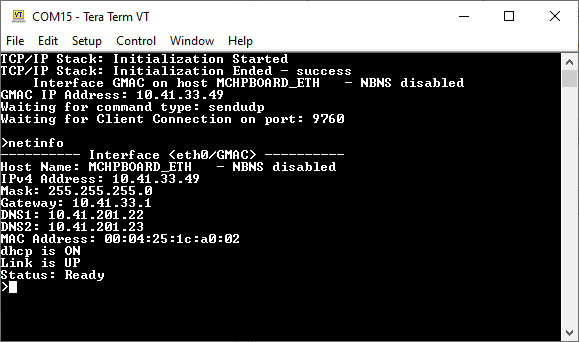 VT COM15 - Tera Term VT
File Edit Setup Control Window Help
TCP/IP Stack: Initialization Started
TCP/IP Stack: Initialization Ended - success
    Interface GMAC on host MCHPBOARD_ETH   - NBNS disabled
GMAC IP Address: 10.41.33.49
Waiting for command type: sendudp
Waiting for Client Connection on port: 9760

>netinfo
---------- Interface <eth0/GMAC> ----------
Host Name: MCHPBOARD_ETH   - NBNS disabled
IPv4 Address: 10.41.33.49
Mask: 255.255.255.0
Gateway: 10.41.33.1
DNS1: 10.41.201.22
DNS2: 10.41.201.23
MAC Address: 00:04:25:1c:a0:02
dhcp is ON
Link is UP
Status: Ready
>